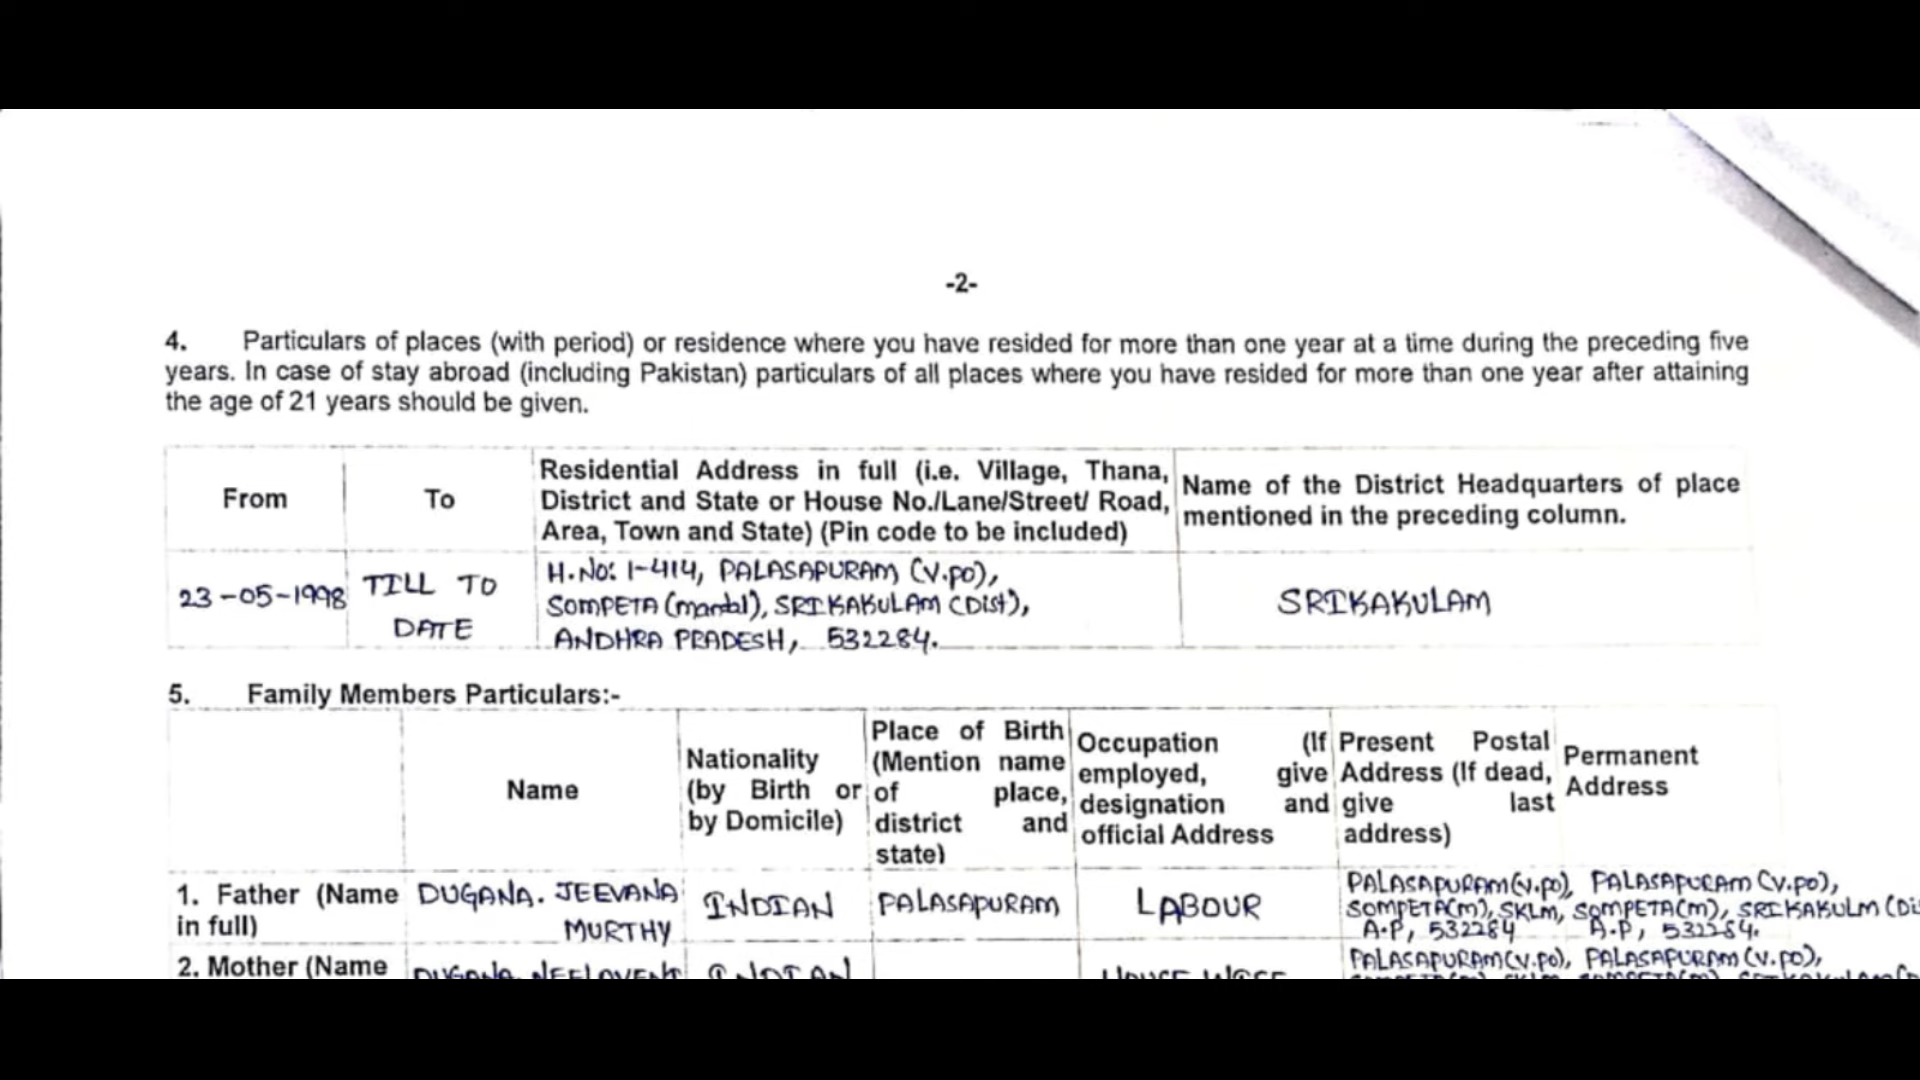 -2-
4. Particulars of places (with period) or residence where you have resided for more than one year at a time during the preceding five
years. In case of stay abroad (including Pakistan) particulars of all places where you have resided for more than one year after attaining
the age of 21 years should be given.
From
To
Residential Address in full (i.e. Village, Thana,
District and State or House No./Lane/Street/ Road,
Area, Town and State) (Pin code to be included)
Name of the District Headquarters of place
mentioned in the preceding column.
23-05-1998
TILL TO
DATE
H.No: 1-414, PALASAPURAM (V.PO),
SOMPETA (mandal), SRIKAKULAM (Dist),
ANDHRA PRADESH, 532284.
SRIKAKULAM
5. Family Members Particulars:-
Name
Nationality
(by Birth or
by Domicile)
Place of Birth
(Mention name
of place,
district and
state)
Occupation (If
employed, give
designation and
official Address
Present Postal
Address (If dead,
give last
address)
Permanent
Address
1. Father (Name
in full)
DUGANA. JEEVANA
MURTHY
INDIAN
PALASAPURAM
LABOUR
PALASAPURAM(V.PO),
SOMPETA(M), SKLM,
A.P, 532284
PALASAPURAM (V.PO),
SOMPETA(M), SRIKAKULM (Di
A.P, 532284.
2. Mother (Name
DUGANA
INDIAN
HOUSE WIFE
PALASAPURAM(V.PO),
PALASAPURAM (V.PO),